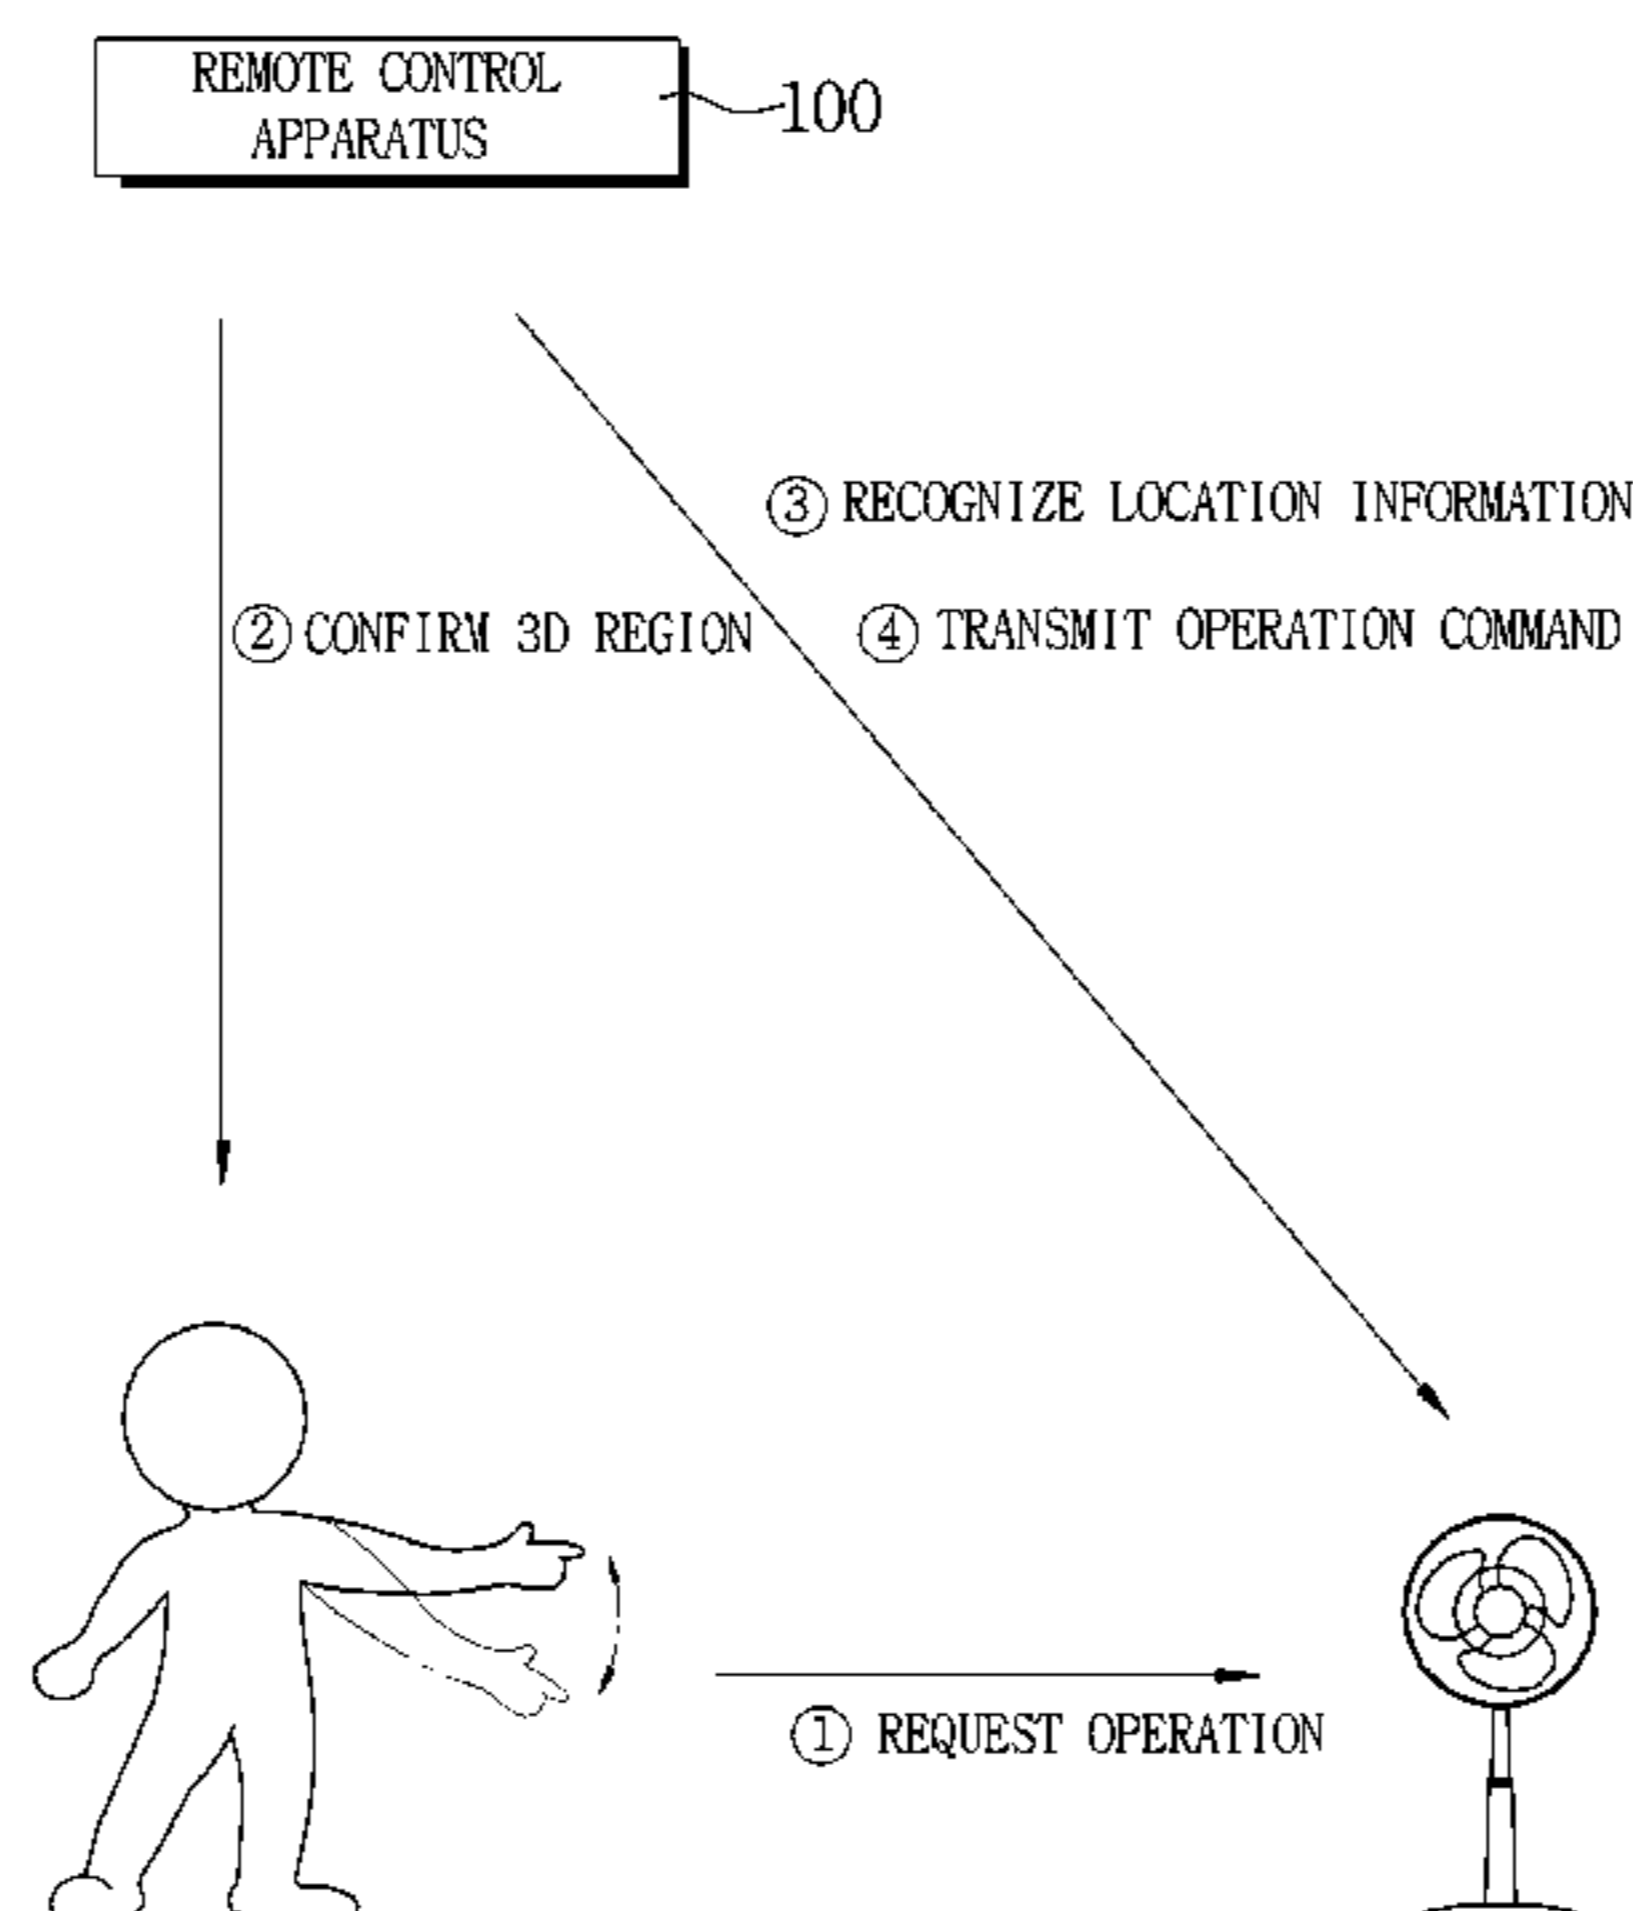 REMOTE CONTROL
APPARATUS
100
③ RECOGNIZE LOCATION INFORMATION
② CONFIRM 3D REGION
④ TRANSMIT OPERATION COMMAND
① REQUEST OPERATION